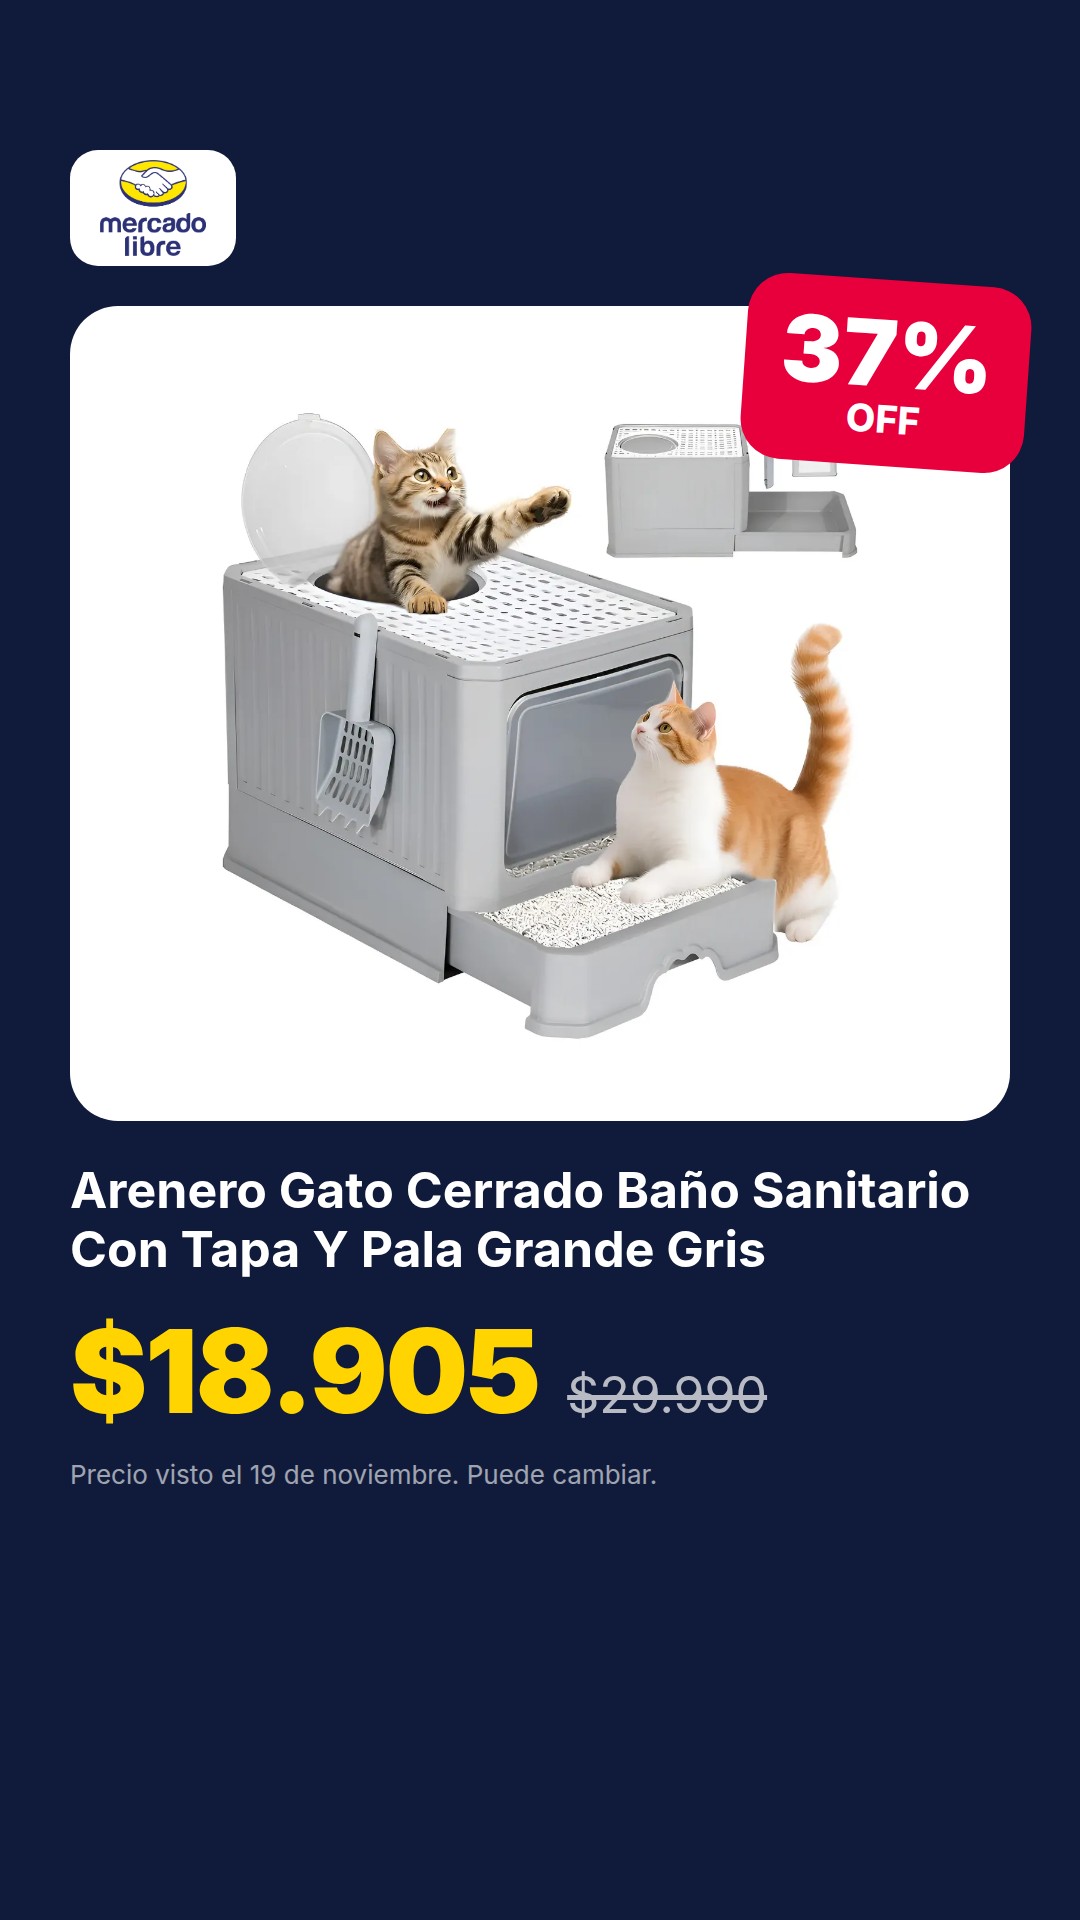 mercado
libre
37%
OFF
Arenero Gato Cerrado Baño Sanitario
Con Tapa Y Pala Grande Gris
$18.905 $29.990
Precio visto el 19 de noviembre. Puede cambiar.